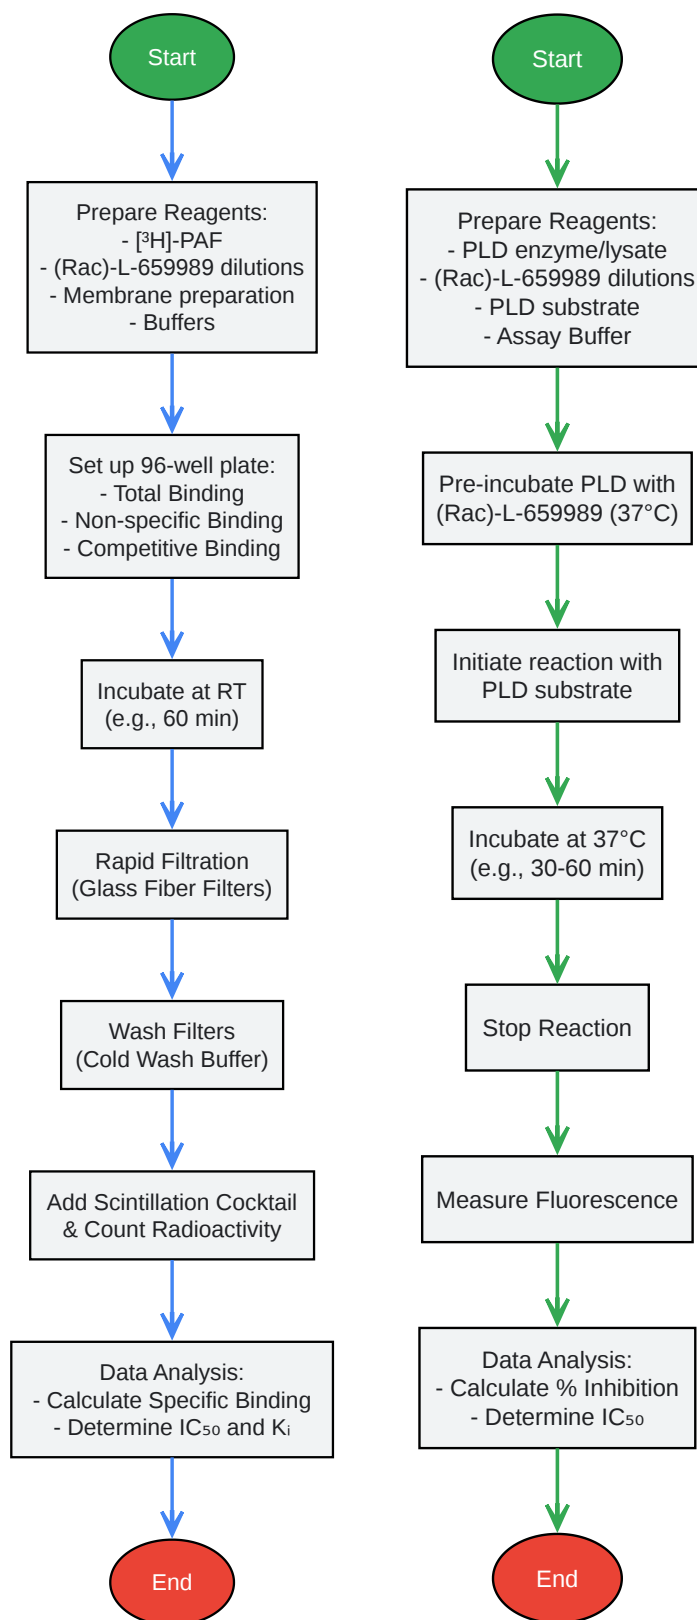 Start
Prepare Reagents:
- [³H]-PAF
- (Rac)-L-659989 dilutions
- Membrane preparation
- Buffers
Set up 96-well plate:
- Total Binding
- Non-specific Binding
- Competitive Binding
Incubate at RT
(e.g., 60 min)
Rapid Filtration
(Glass Fiber Filters)
Wash Filters
(Cold Wash Buffer)
Add Scintillation Cocktail
& Count Radioactivity
Data Analysis:
- Calculate Specific Binding
- Determine IC₅₀ and Kᵢ
End
Start
Prepare Reagents:
- PLD enzyme/lysate
- (Rac)-L-659989 dilutions
- PLD substrate
- Assay Buffer
Pre-incubate PLD with
(Rac)-L-659989 (37°C)
Initiate reaction with
PLD substrate
Incubate at 37°C
(e.g., 30-60 min)
Stop Reaction
Measure Fluorescence
Data Analysis:
- Calculate % Inhibition
- Determine IC₅₀
End